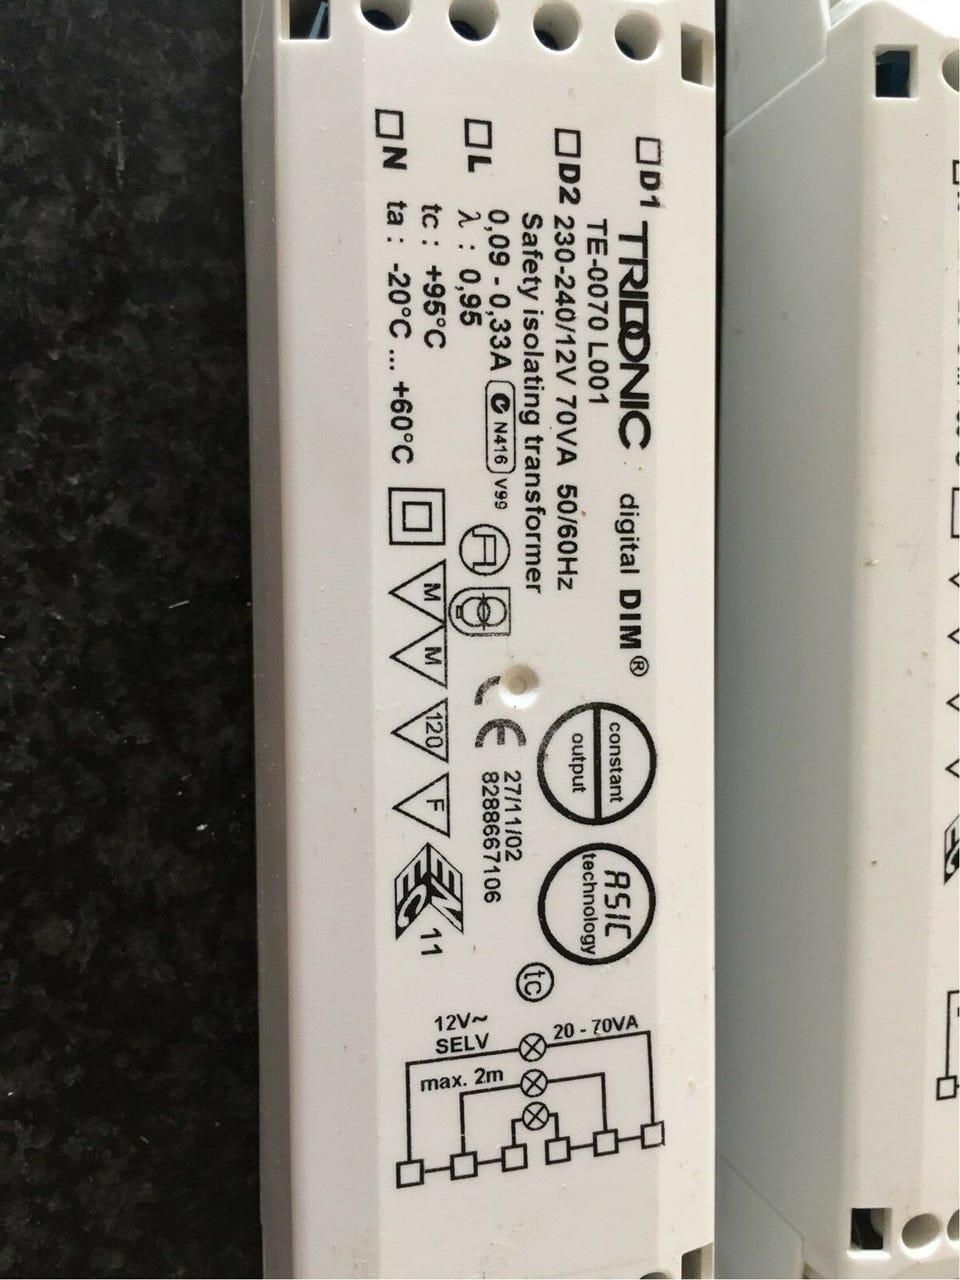 D1
TRIDONIC digital DIM®
TE-0070 L001
D2 230-240/12V 70VA 50/60Hz
Safety isolating transformer
L 0,09 - 0,33A N416 V99
λ : 0,95
tc : +95°C
N ta : -20°C ... +60°C
M
M
120
F
CE
27/11/02
8288667106
constant
output
ASIC
technology
tc
ENEC 11
12V~
SELV
20 - 70VA
max. 2m